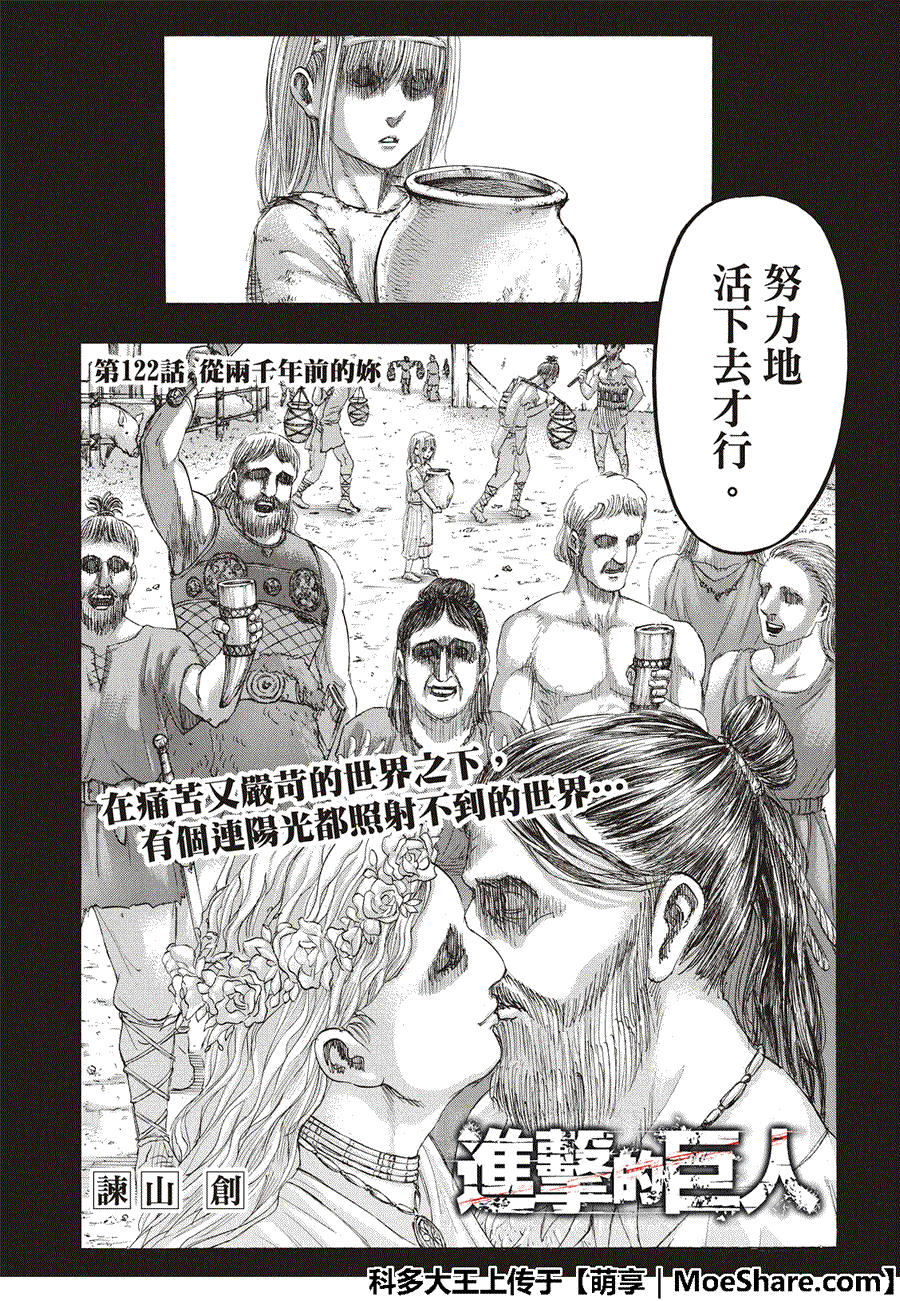 努力地
活下去才行。
第122話 從兩千年前的妳
在痛苦又嚴苛的世界之下，
有個連陽光都照射不到的世界…
進擊的巨人
諫山 創
科多大王上传于【萌享｜MoeShare.com】